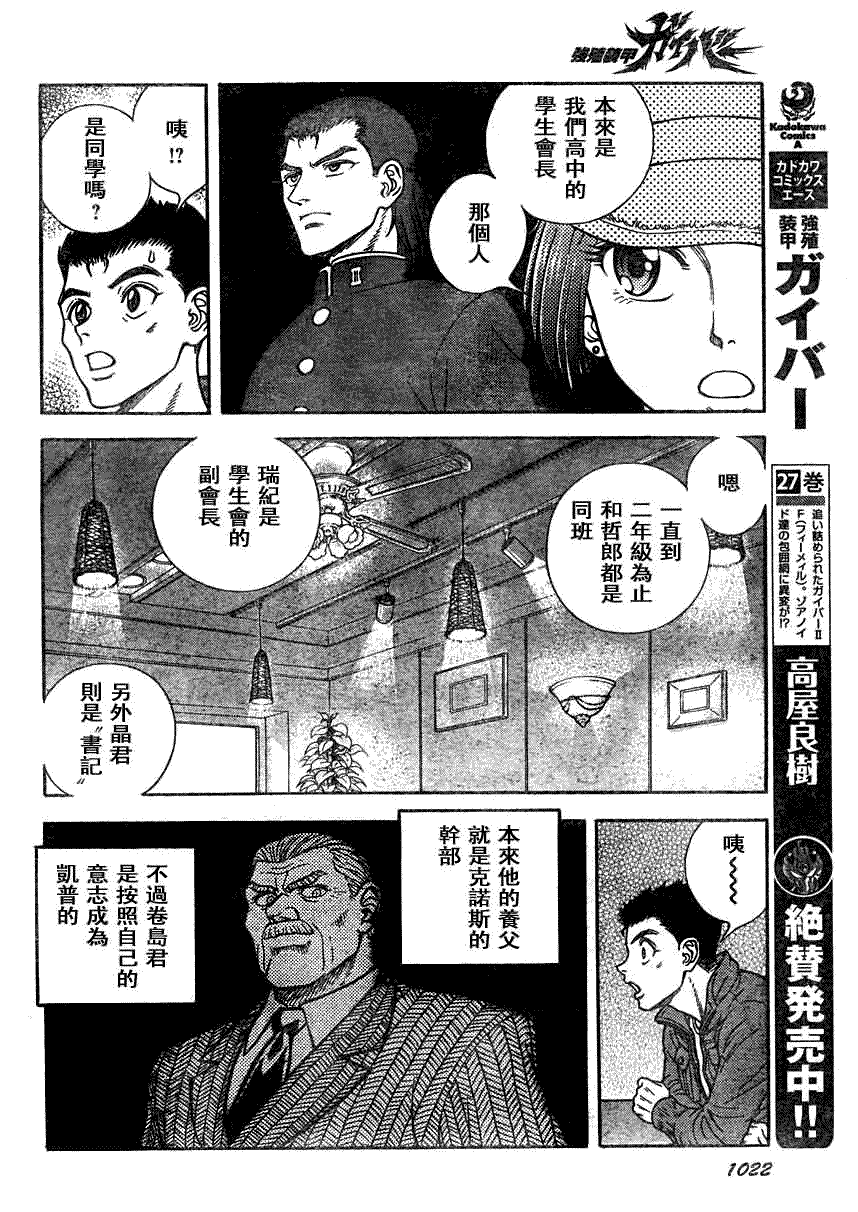 強殖装甲ガイバー
本來是
我們高中的
學生會長
那個人
咦!?
是同學嗎?
嗯
一直到
二年級為止
和哲郎都是
同班
瑞紀是
學生會的
副會長
另外晶君
則是〝書記〞
咦~~~
本來他的養父
就是克諾斯的
幹部
不過卷島君
是按照自己的
意志成為
凱普的
Kadokawa
Comics
A
カドカワ
コミックス
エース
強殖
装甲
ガイバー
27巻
追い詰められたガイバーⅡ
F(フィーメイル)。ゾアノイ
ド達の包囲網に異変が!?
高屋良樹
絶賛発売中!!
1022